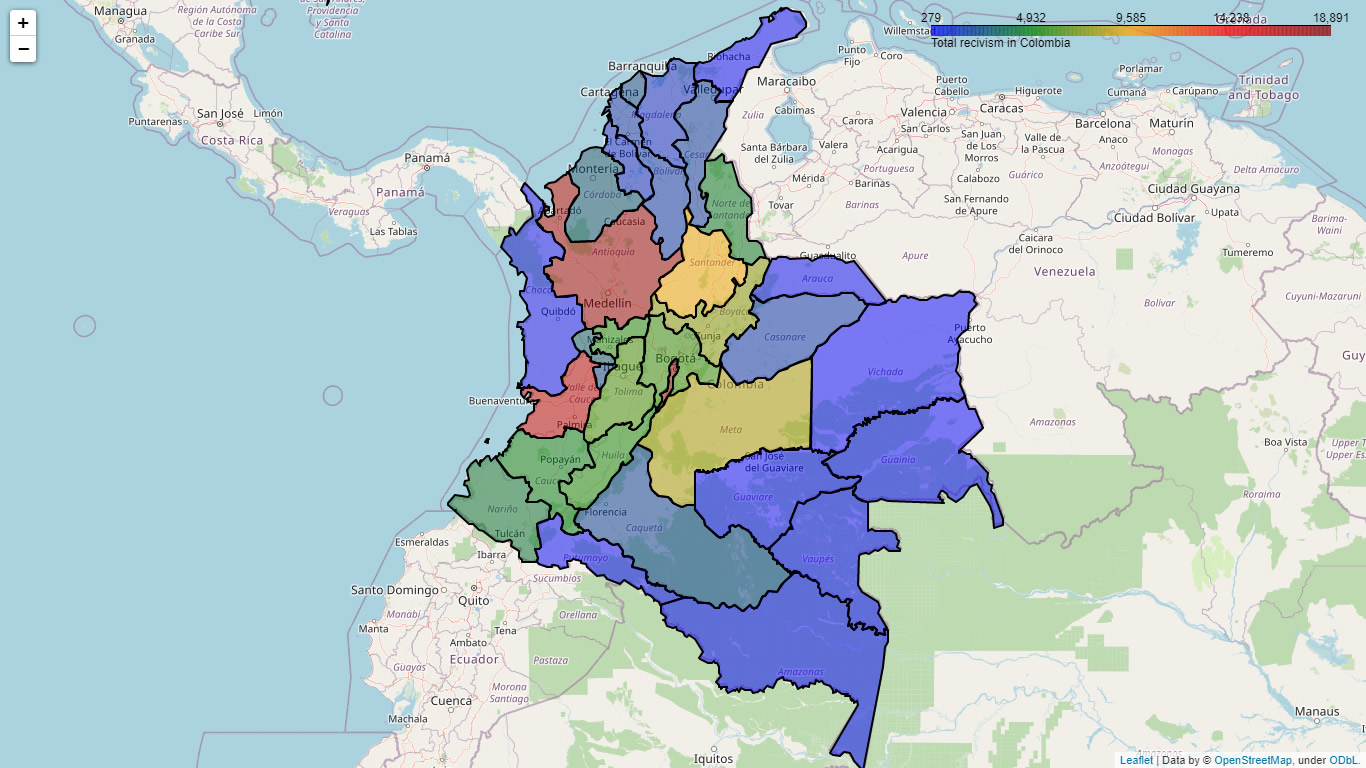 +
−
279
4,932
9,585
14,238
18,891
Total recivism in Colombia
Managua
Región Autónoma
de la Costa
Caribe Sur
Providencia
y Santa
Catalina
Granada
Granada
Willemstad
Punto
Fijo
Coro
Riohacha
Barranquilla
Maracaibo
Porlamar
Trinidad
and Tobago
Cartagena
Valledupar
Cabimas
Puerto
Cabello
Higuerote
Cumaná
Carúpano
San José
Limón
Puntarenas
Costa Rica
Magdalena
Zulia
Carora
Valencia
Caracas
San Carlos
Barcelona
Maturín
Anaco
Monagas
El Carmen
de Bolívar
Cesar
Santa Bárbara
del Zulia
Valera
Acarigua
San Juan
de Los
Morros
Valle de
la Pascua
Panamá
Montería
Bolívar
Portuguesa
Guárico
Anzoátegui
Delta Amacuro
Panamá
Córdoba
Mérida
Barinas
Calabozo
Ciudad Guayana
Veraguas
Las Tablas
Apartadó
Caucasia
Norte de
Santander
Tovar
Barinas
San Fernando
de Apure
Ciudad Bolívar
Upata
Barima-
Waini
Antioquia
Santander
Guasdualito
Apure
Caicara
del Orinoco
Tumeremo
Arauca
Venezuela
Chocó
Medellín
Quibdó
Boyacá
Bolívar
Cuyuni-Mazaruni
Manizales
Tunja
Casanare
Puerto
Ayacucho
Ibagué
Bogotá
Vichada
Guy
Valle del
Cauca
Tolima
Colombia
Buenaventura
Palmira
Meta
Amazonas
Boa Vista
Upper T
Upper Ess
Popayán
Huila
San José
del Guaviare
Guainía
Cauca
Guaviare
Roraima
Nariño
Florencia
Caquetá
Tulcán
Esmeraldas
Ibarra
Putumayo
Vaupés
Sucumbíos
Santo Domingo
Quito
Manabí
Orellana
Manta
Tena
Ambato
Ecuador
Pastaza
Guayas
Amazonas
Morona
Santiago
Cuenca
Machala
Manaus
Iquitos
Amazonas
Leaflet | Data by © OpenStreetMap, under ODbL.